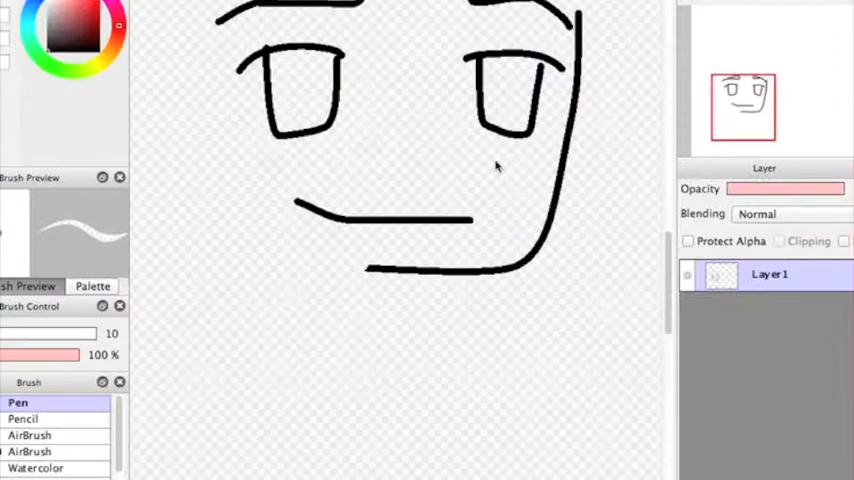 Brush Preview
sh Preview
Palette
Brush Control
10
100 %
Brush
Pen
Pencil
AirBrush
AirBrush
Watercolor
Layer
Opacity
Blending
Normal
Protect Alpha
Clipping
Layer1